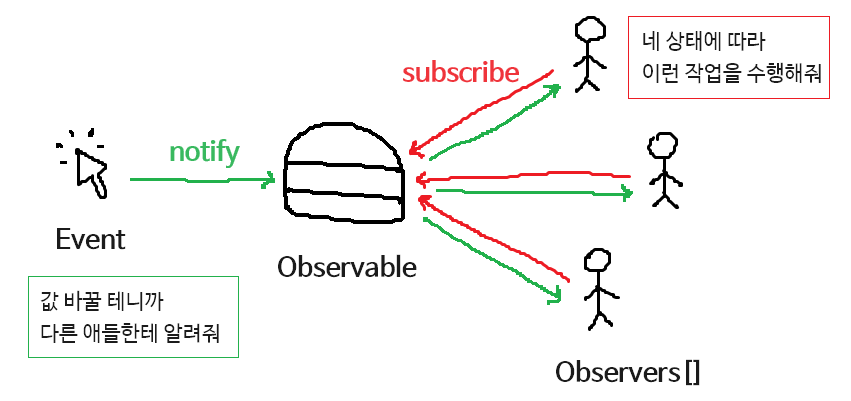 네 상태에 따라
이런 작업을 수행해줘
subscribe
notify
Event
Observable
값 바꿀 테니까
다른 애들한테 알려줘
Observers[]